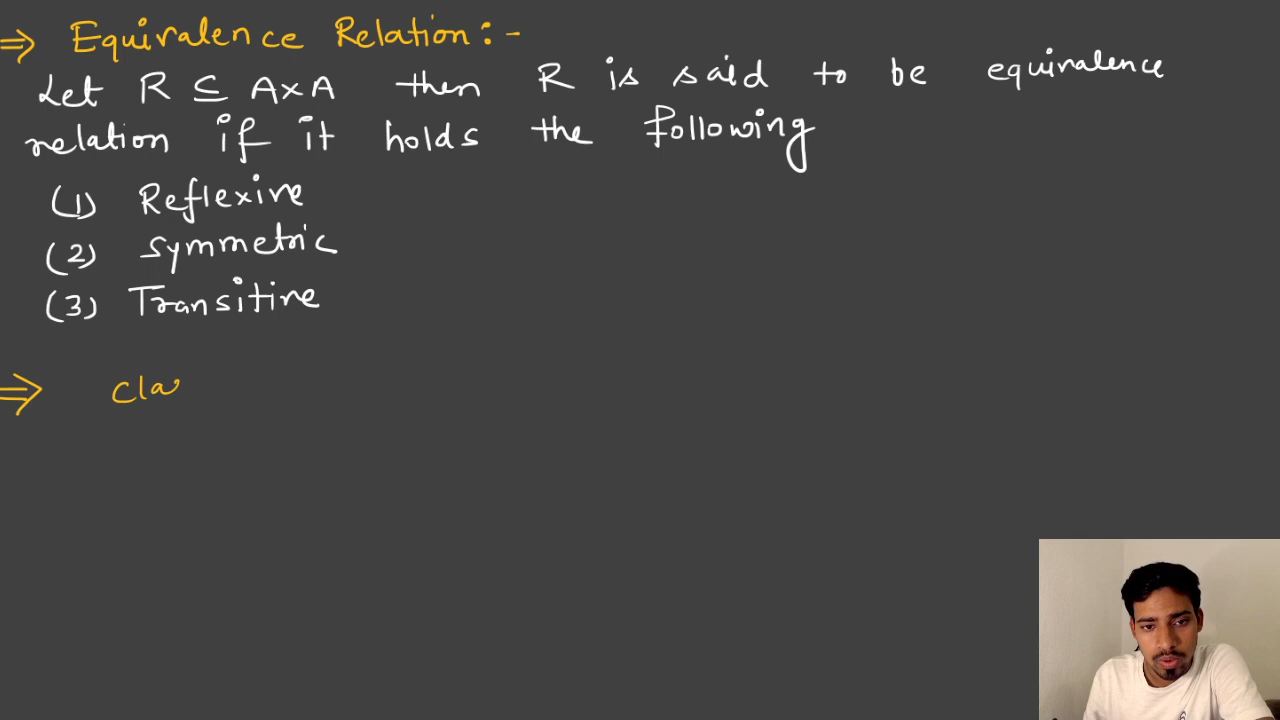 ⇒ Equivalence Relation:-
Let R ⊆ A×A then R is said to be equivalence
relation if it holds the following
(1) Reflexive
(2) Symmetric
(3) Transitive
⇒ Cla